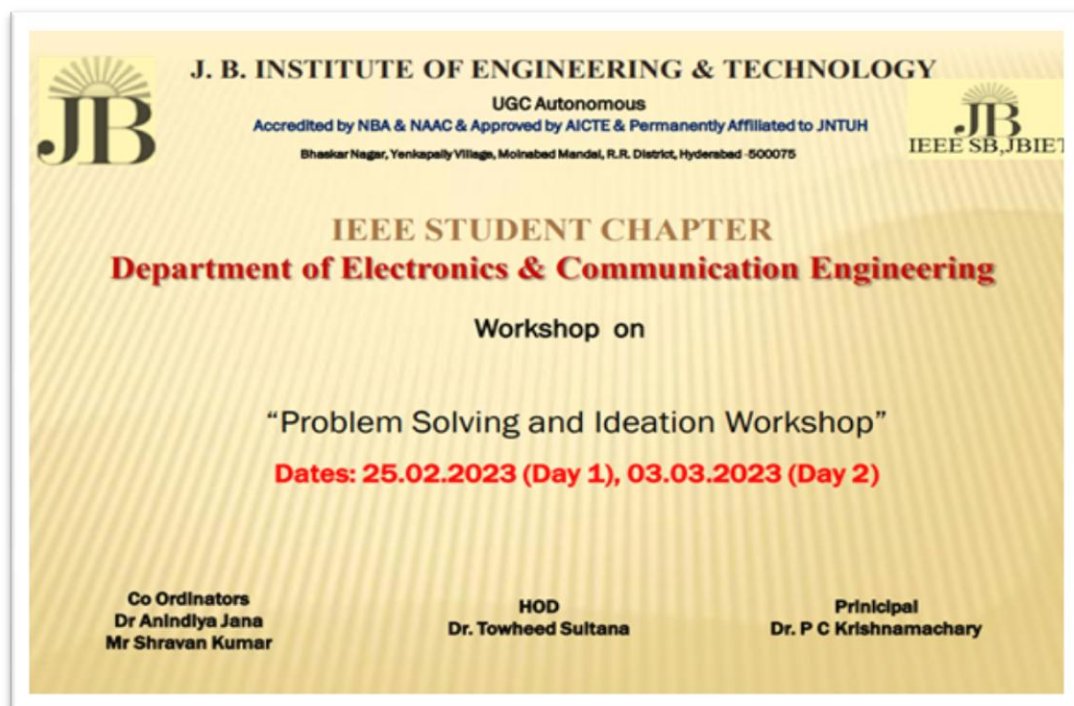 JB
J. B. INSTITUTE OF ENGINEERING & TECHNOLOGY
UGC Autonomous
Accredited by NBA & NAAC & Approved by AICTE & Permanently Affiliated to JNTUH
Bhaskar Nagar, Yenkapally Village, Moinabad Mandal, R.R. District, Hyderabad -500075
JB
IEEE SB,JBIET
IEEE STUDENT CHAPTER
Department of Electronics & Communication Engineering
Workshop on
“Problem Solving and Ideation Workshop”
Dates: 25.02.2023 (Day 1), 03.03.2023 (Day 2)
Co Ordinators
Dr Anindiya Jana
Mr Shravan Kumar
HOD
Dr. Towheed Sultana
Prinicipal
Dr. P C Krishnamachary